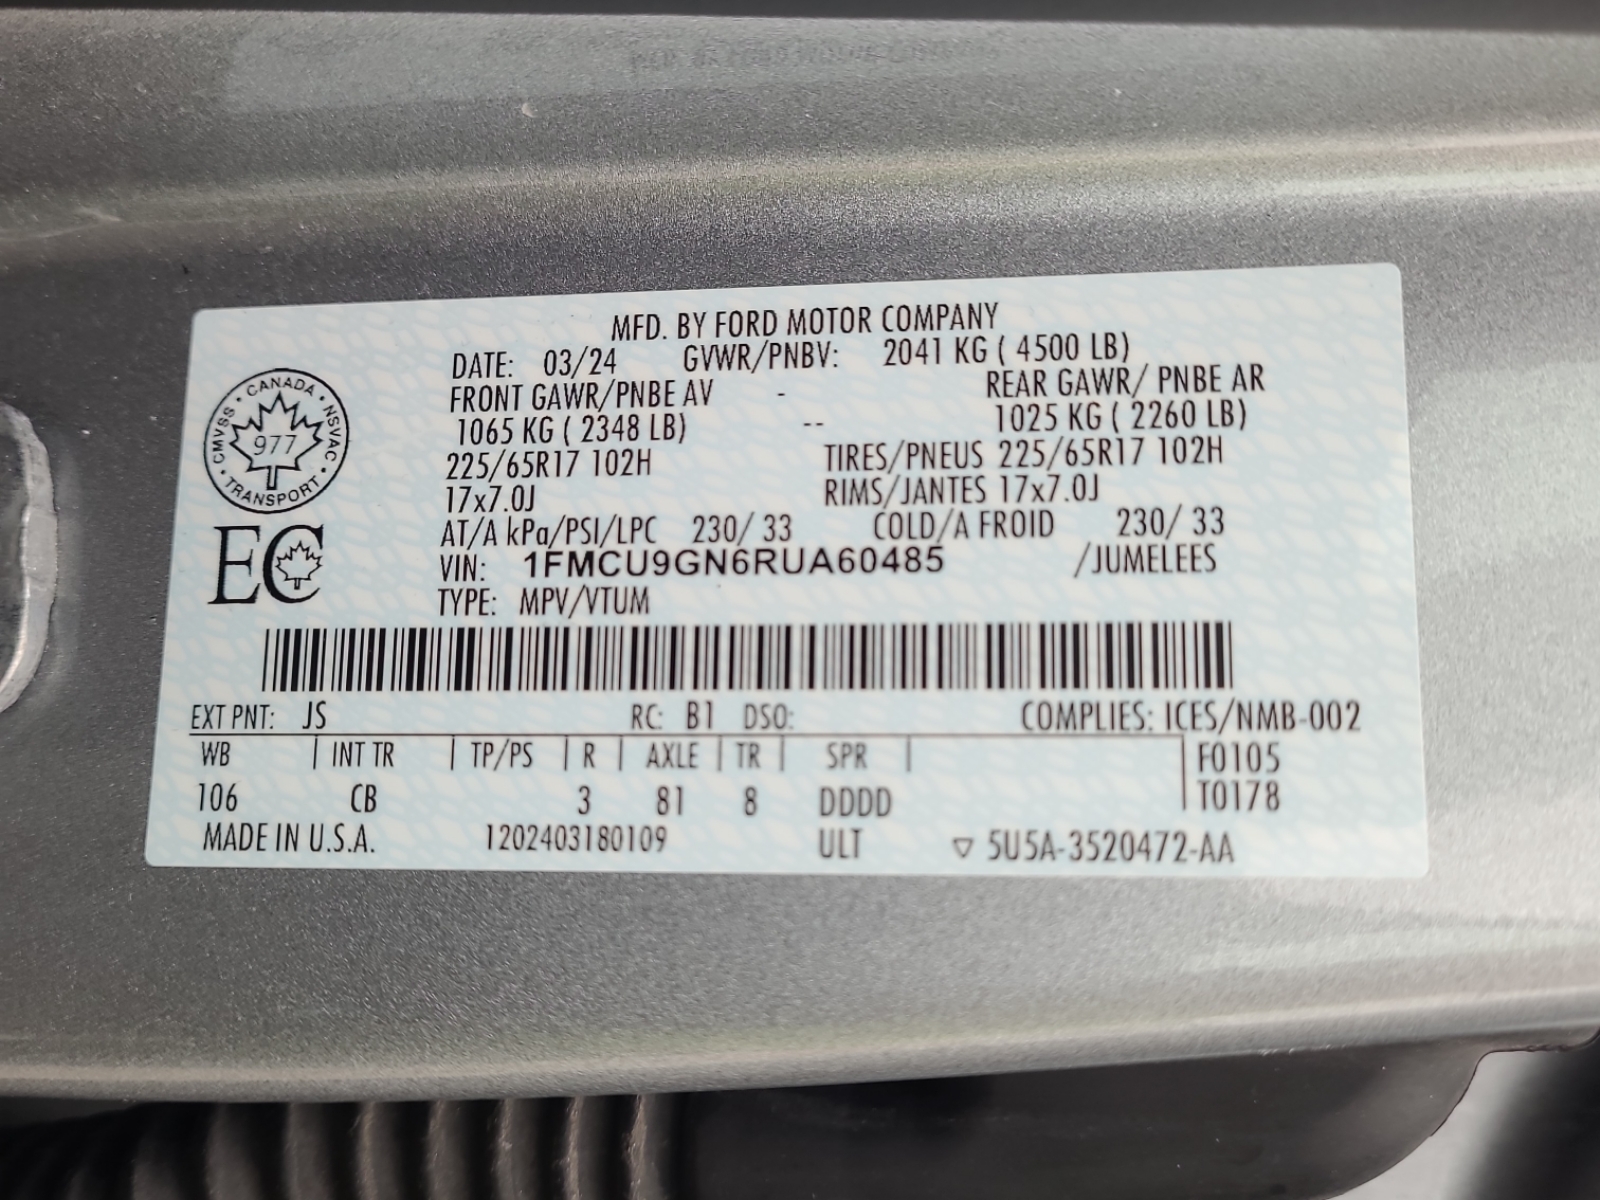 MFD. BY FORD MOTOR COMPANY
DATE: 03/24 GVWR/PNBV: 2041 KG ( 4500 LB)
FRONT GAWR/PNBE AV - REAR GAWR/ PNBE AR
1065 KG ( 2348 LB) -- 1025 KG ( 2260 LB)
225/65R17 102H TIRES/PNEUS 225/65R17 102H
17x7.0J RIMS/JANTES 17x7.0J
AT/A kPa/PSI/LPC 230/ 33 COLD/A FROID 230/ 33
VIN: 1FMCU9GN6RUA60485 /JUMELEES
TYPE: MPV/VTUM
CMVSS • CANADA • NSVAC • TRANSPORT •
977
EC
EXT PNT: JS RC: B1 DSO: COMPLIES: ICES/NMB-002
WB | INT TR | TP/PS | R | AXLE | TR | SPR | | F0105
106 CB 3 81 8 DDDD | T0178
MADE IN U.S.A. 1202403180109 ULT ▽ 5U5A-3520472-AA